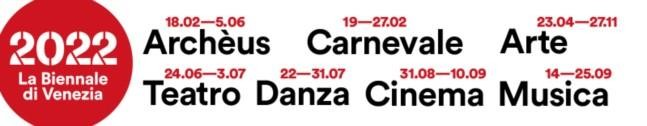 2022
La Biennale
di Venezia
18.02—5.06
Archèus
19—27.02
Carnevale
23.04—27.11
Arte
24.06—3.07
Teatro
22—31.07
Danza
31.08—10.09
Cinema
14—25.09
Musica